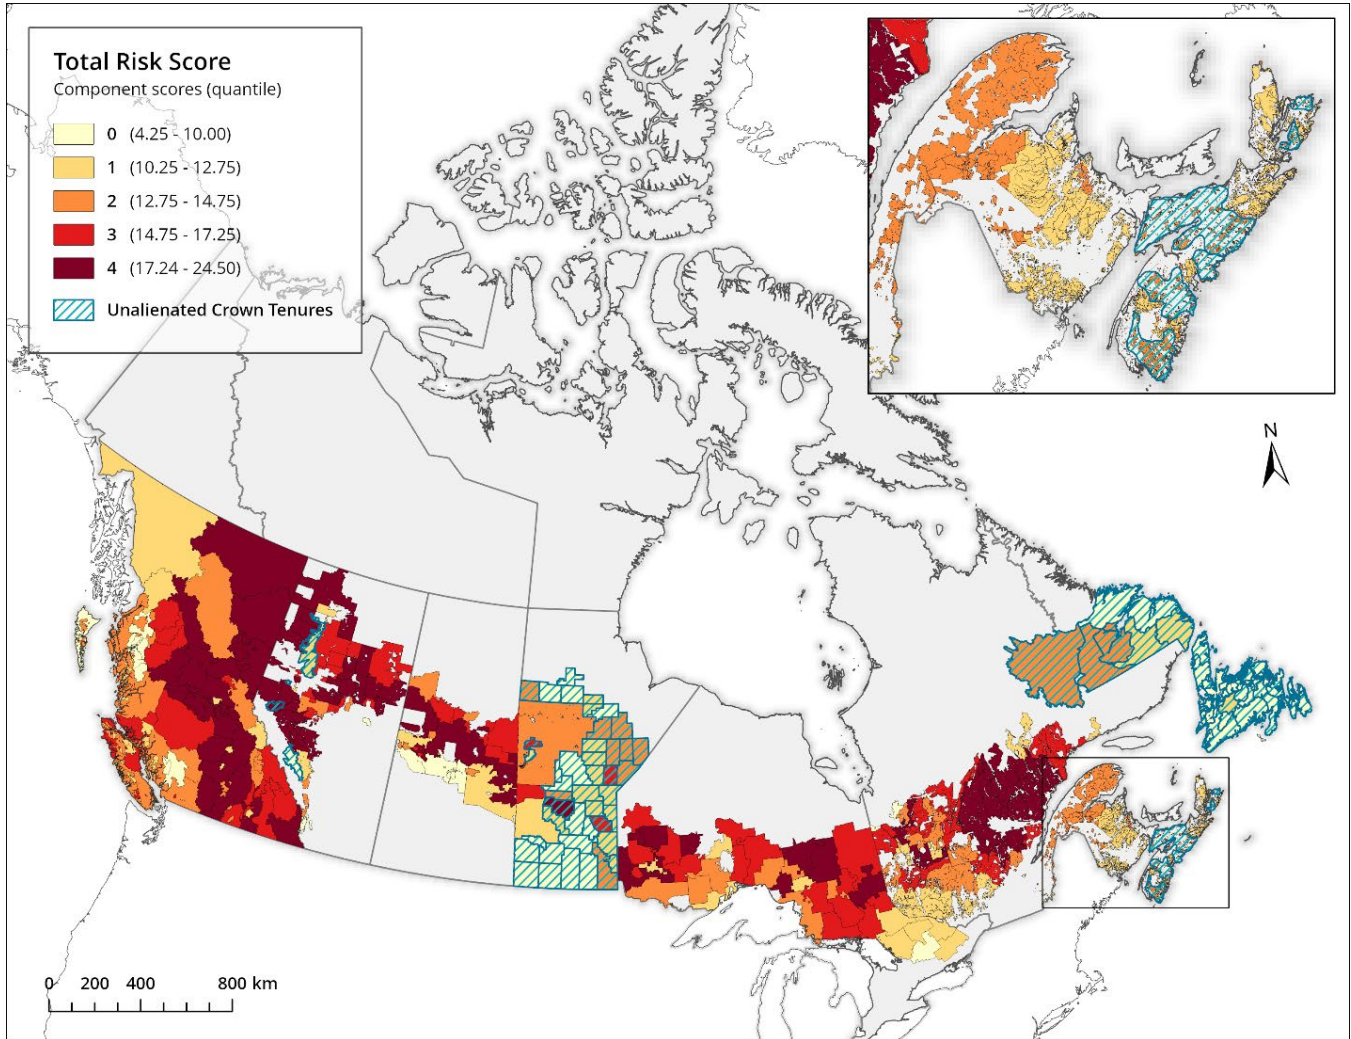 Total Risk Score
Component scores (quantile)
0 (4.25 - 10.00)
1 (10.25 - 12.75)
2 (12.75 - 14.75)
3 (14.75 - 17.25)
4 (17.24 - 24.50)
Unalienated Crown Tenures
N
0 200 400 800 km